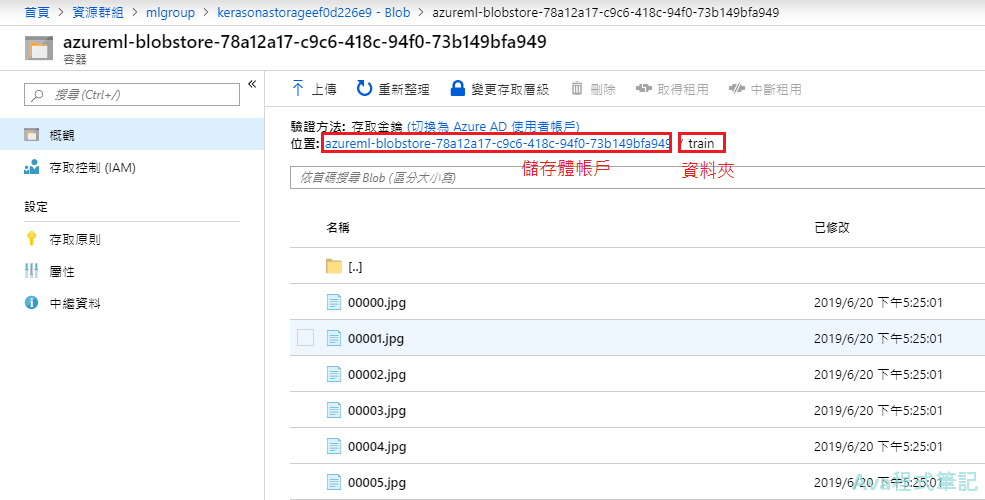 首頁 > 資源群組 > mlgroup > kerasonastorageef0d226e9 - Blob > azureml-blobstore-78a12a17-c9c6-418c-94f0-73b149bfa949
azureml-blobstore-78a12a17-c9c6-418c-94f0-73b149bfa949
容器
搜尋 (Ctrl+/)
«
概觀
存取控制 (IAM)
設定
存取原則
屬性
中繼資料
上傳 重新整理 變更存取層級 刪除 取得租用 中斷租用
驗證方法: 存取金鑰 (切換為 Azure AD 使用者帳戶)
位置: azureml-blobstore-78a12a17-c9c6-418c-94f0-73b149bfa949 / train
儲存體帳戶 資料夾
依首碼搜尋 Blob (區分大小寫)
名稱 已修改
[..]
00000.jpg 2019/6/20 下午5:25:01
00001.jpg 2019/6/20 下午5:25:01
00002.jpg 2019/6/20 下午5:25:01
00003.jpg 2019/6/20 下午5:25:01
00004.jpg 2019/6/20 下午5:25:01
00005.jpg 2019/6/20 下午5:25:01
Ava程式筆記